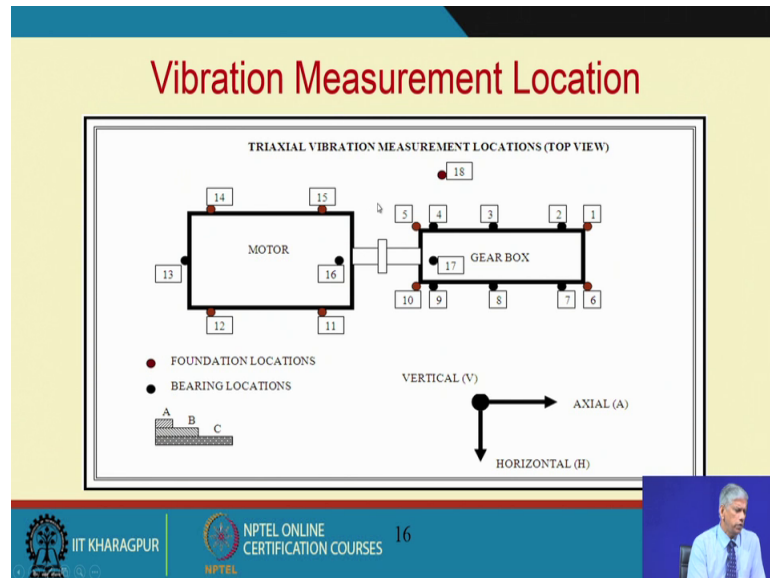 Vibration Measurement Location
TRIAXIAL VIBRATION MEASUREMENT LOCATIONS (TOP VIEW)
18
14
15
5
4
3
2
1
MOTOR
GEAR BOX
13
16
17
10
9
8
7
6
12
11
FOUNDATION LOCATIONS
BEARING LOCATIONS
A
B
C
VERTICAL (V)
AXIAL (A)
HORIZONTAL (H)
IIT KHARAGPUR
NPTEL
NPTEL ONLINE
CERTIFICATION COURSES
16